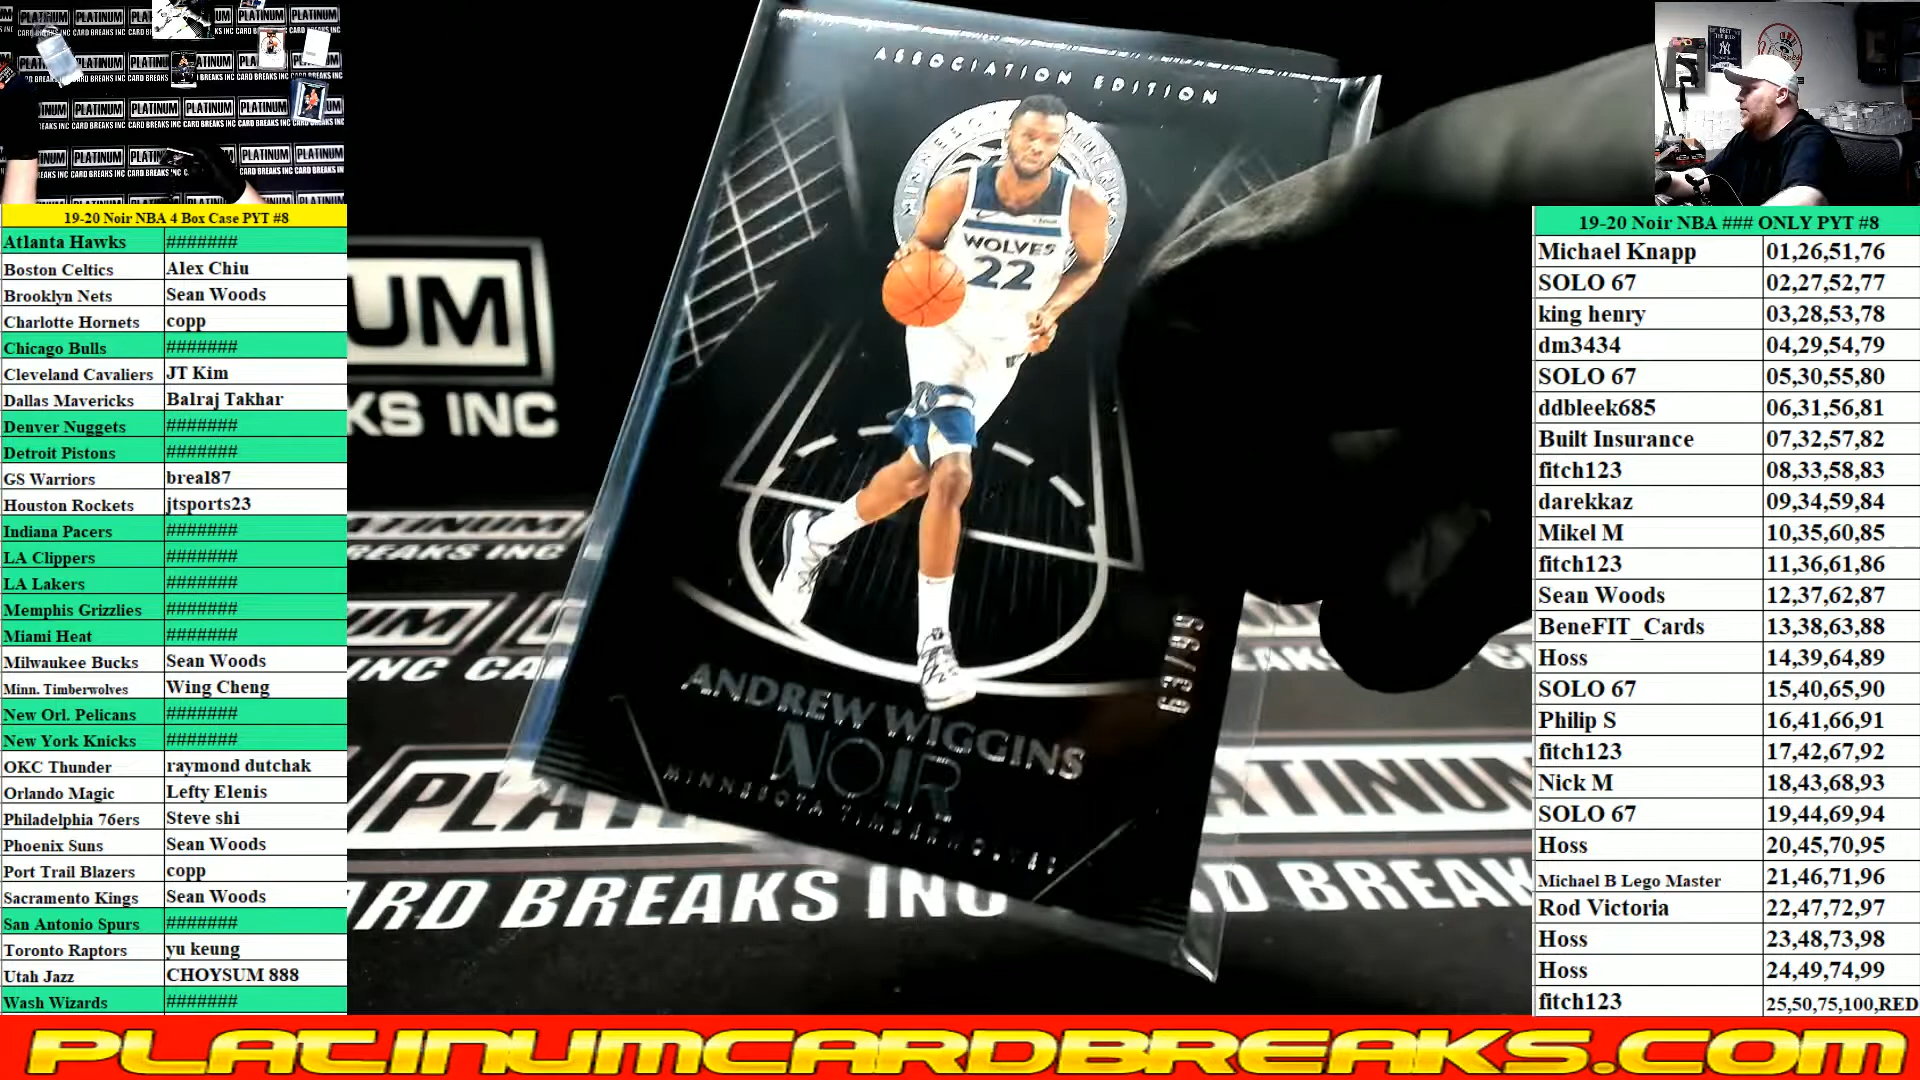 19-20 Noir NBA 4 Box Case PYT #8
Atlanta Hawks #######
Boston Celtics Alex Chiu
Brooklyn Nets Sean Woods
Charlotte Hornets copp
Chicago Bulls #######
Cleveland Cavaliers JT Kim
Dallas Mavericks Balraj Takhar
Denver Nuggets #######
Detroit Pistons #######
GS Warriors breal87
Houston Rockets jtsports23
Indiana Pacers #######
LA Clippers #######
LA Lakers #######
Memphis Grizzlies #######
Miami Heat #######
Milwaukee Bucks Sean Woods
Minn. Timberwolves Wing Cheng
New Orl. Pelicans #######
New York Knicks #######
OKC Thunder raymond dutchak
Orlando Magic Lefty Elenis
Philadelphia 76ers Steve shi
Phoenix Suns Sean Woods
Port Trail Blazers copp
Sacramento Kings Sean Woods
San Antonio Spurs #######
Toronto Raptors yu keung
Utah Jazz CHOYSUM 888
Wash Wizards #######
ASSOCIATION EDITION
WOLVES
22
63/99
ANDREW WIGGINS
NOIR
MINNESOTA TIMBERWOLVES
19-20 Noir NBA ### ONLY PYT #8
Michael Knapp 01,26,51,76
SOLO 67 02,27,52,77
king henry 03,28,53,78
dm3434 04,29,54,79
SOLO 67 05,30,55,80
ddbleek685 06,31,56,81
Built Insurance 07,32,57,82
fitch123 08,33,58,83
darekkaz 09,34,59,84
Mikel M 10,35,60,85
fitch123 11,36,61,86
Sean Woods 12,37,62,87
BeneFIT_Cards 13,38,63,88
Hoss 14,39,64,89
SOLO 67 15,40,65,90
Philip S 16,41,66,91
fitch123 17,42,67,92
Nick M 18,43,68,93
SOLO 67 19,44,69,94
Hoss 20,45,70,95
Michael B Lego Master 21,46,71,96
Rod Victoria 22,47,72,97
Hoss 23,48,73,98
Hoss 24,49,74,99
fitch123 25,50,75,100,RED
PLATINUMCARDBREAKS.COM